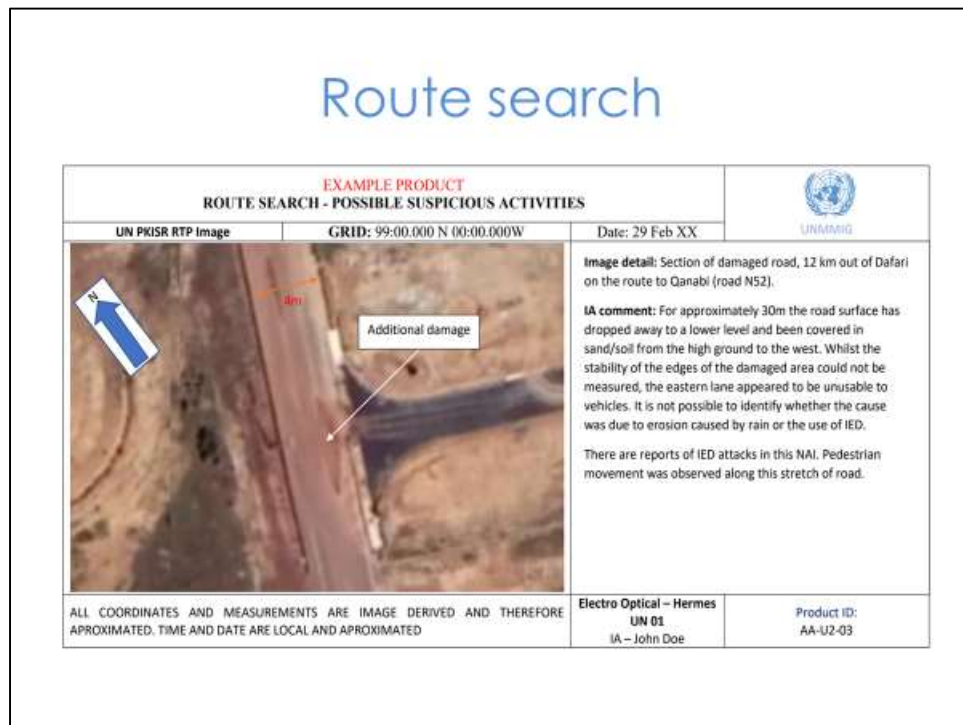 Route search
EXAMPLE PRODUCT
ROUTE SEARCH - POSSIBLE SUSPICIOUS ACTIVITIES
UNMMIG
UN PKISR RTP Image
GRID: 99:00.000 N 00:00.000W
Date: 29 Feb XX
N
8m
Additional damage
Image detail: Section of damaged road, 12 km out of Dafari
on the route to Qanabi (road N52).
IA comment: For approximately 30m the road surface has
dropped away to a lower level and been covered in
sand/soil from the high ground to the west. Whilst the
stability of the edges of the damaged area could not be
measured, the eastern lane appeared to be unusable to
vehicles. It is not possible to identify whether the cause
was due to erosion caused by rain or the use of IED.
There are reports of IED attacks in this NAI. Pedestrian
movement was observed along this stretch of road.
ALL COORDINATES AND MEASUREMENTS ARE IMAGE DERIVED AND THEREFORE
APROXIMATED. TIME AND DATE ARE LOCAL AND APROXIMATED
Electro Optical – Hermes
UN 01
IA – John Doe
Product ID:
AA-U2-03